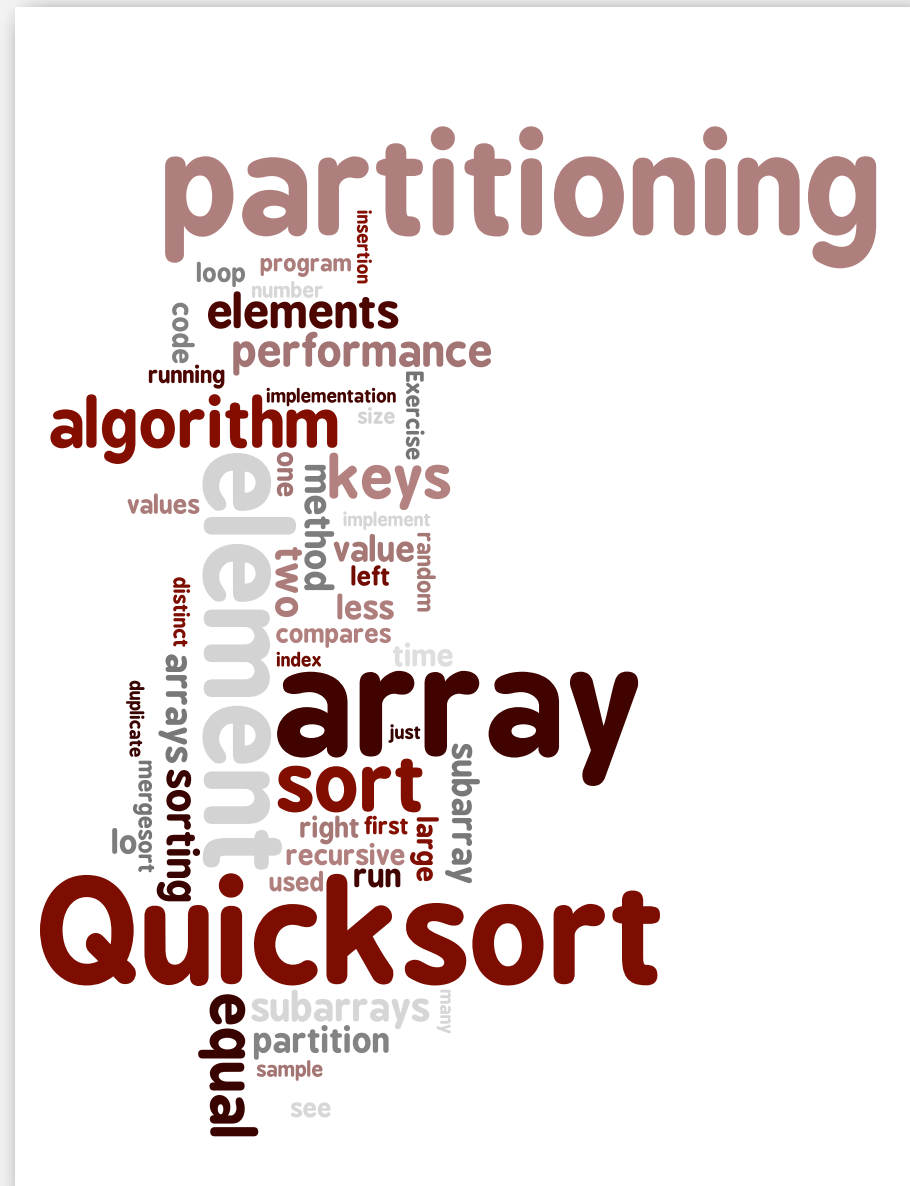 partitioning
insertion
program
loop
number
elements
code
performance
running
Exercise
implementation
algorithm
size
element
one
method
keys
values
implement
two
value
random
left
distinct
less
compares
index
time
arrays
array
duplicate
just
subarray
sort
mergesort
sorting
right
first
large
lo
recursive
used
run
Quicksort
equal
subarrays
many
partition
sample
see